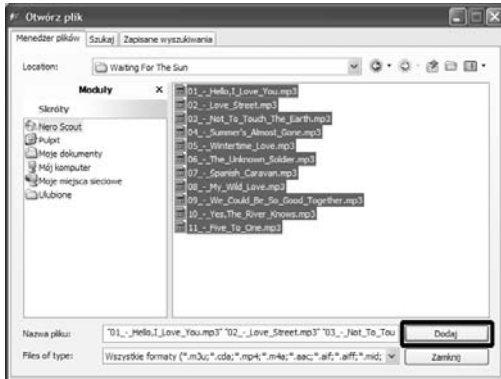 Otwórz plik
Menedżer plików Szukaj Zapisane wyszukiwania
Location: Waiting For The Sun
Moduły x
Skróty
Nero Scout
Pulpit
Moje dokumenty
Mój komputer
Moje miejsca sieciowe
Ulubione
01_-_Hello,I_Love_You.mp3
02_-_Love_Street.mp3
03_-_Not_To_Touch_The_Earth.mp3
04_-_Summer's_Almost_Gone.mp3
05_-_Wintertime_Love.mp3
06_-_The_Unknown_Soldier.mp3
07_-_Spanish_Caravan.mp3
08_-_My_Wild_Love.mp3
09_-_We_Could_Be_So_Good_Together.mp3
10_-_Yes,The_River_Knows.mp3
11_-_Five_To_One.mp3
Nazwa pliku: "01_-_Hello,I_Love_You.mp3" "02_-_Love_Street.mp3" "03_-_Not_To_Tou Dodaj
Files of type: Wszystkie formaty (*.m3u;*.cda;*.mp4;*.m4a;*.aac;*.aif;*.aiff;*.mid; Zamknij